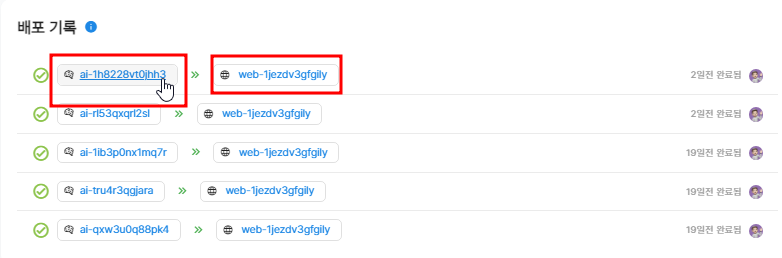 배포 기록
ai-1h8228vt0jhh3 web-1jezdv3gfgily 2일전 완료됨
ai-rl53qxqrl2sl web-1jezdv3gfgily 2일전 완료됨
ai-1ib3p0nx1mq7r web-1jezdv3gfgily 19일전 완료됨
ai-tru4r3qgjara web-1jezdv3gfgily 19일전 완료됨
ai-qxw3u0q88pk4 web-1jezdv3gfgily 19일전 완료됨